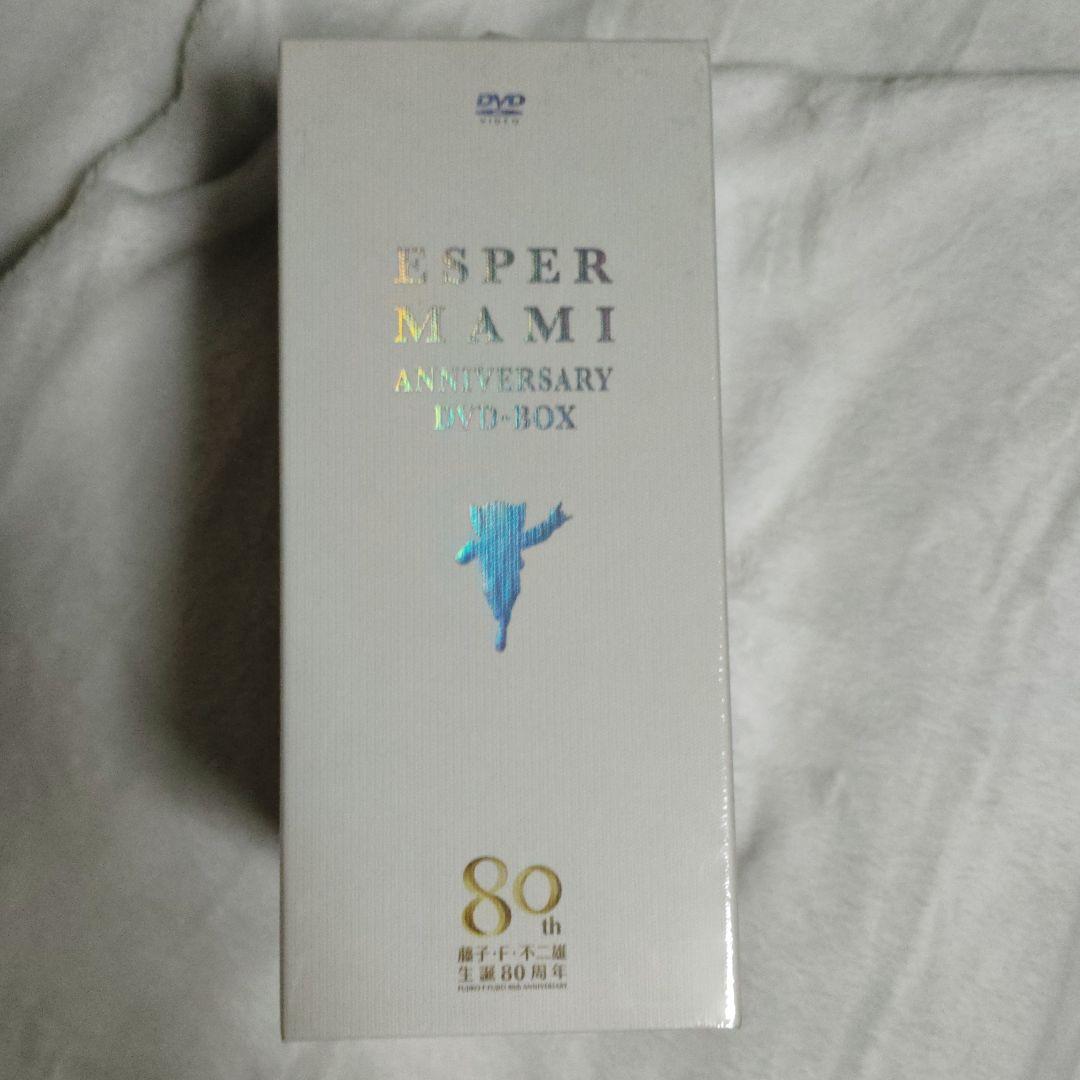 DVD
VIDEO
ESPER
MAMI
ANNIVERSARY
DVD-BOX
80th
藤子・F・不二雄
生誕80周年
FUJIKO・F・FUJIO 80th ANNIVERSARY